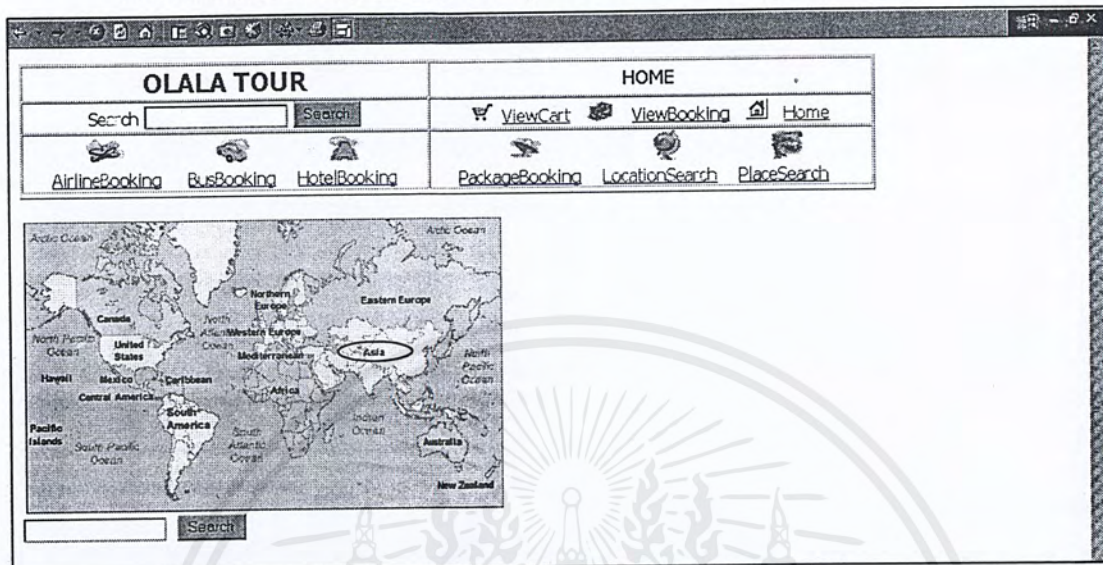 OLALA TOUR
HOME
Search
Search
ViewCart
ViewBooking
Home
AirlineBooking
BusBooking
HotelBooking
PackageBooking
LocationSearch
PlaceSearch
Arctic Ocean
Arctic Ocean
Northern Europe
Eastern Europe
Canada
North Atlantic Ocean
Western Europe
North Pacific Ocean
United States
Mediterranean
Asia
North Pacific Ocean
Hawaii
Mexico
Caribbean
Central America
Africa
South America
Indian Ocean
Pacific Islands
South Pacific Ocean
South Atlantic Ocean
Australia
New Zealand
Search